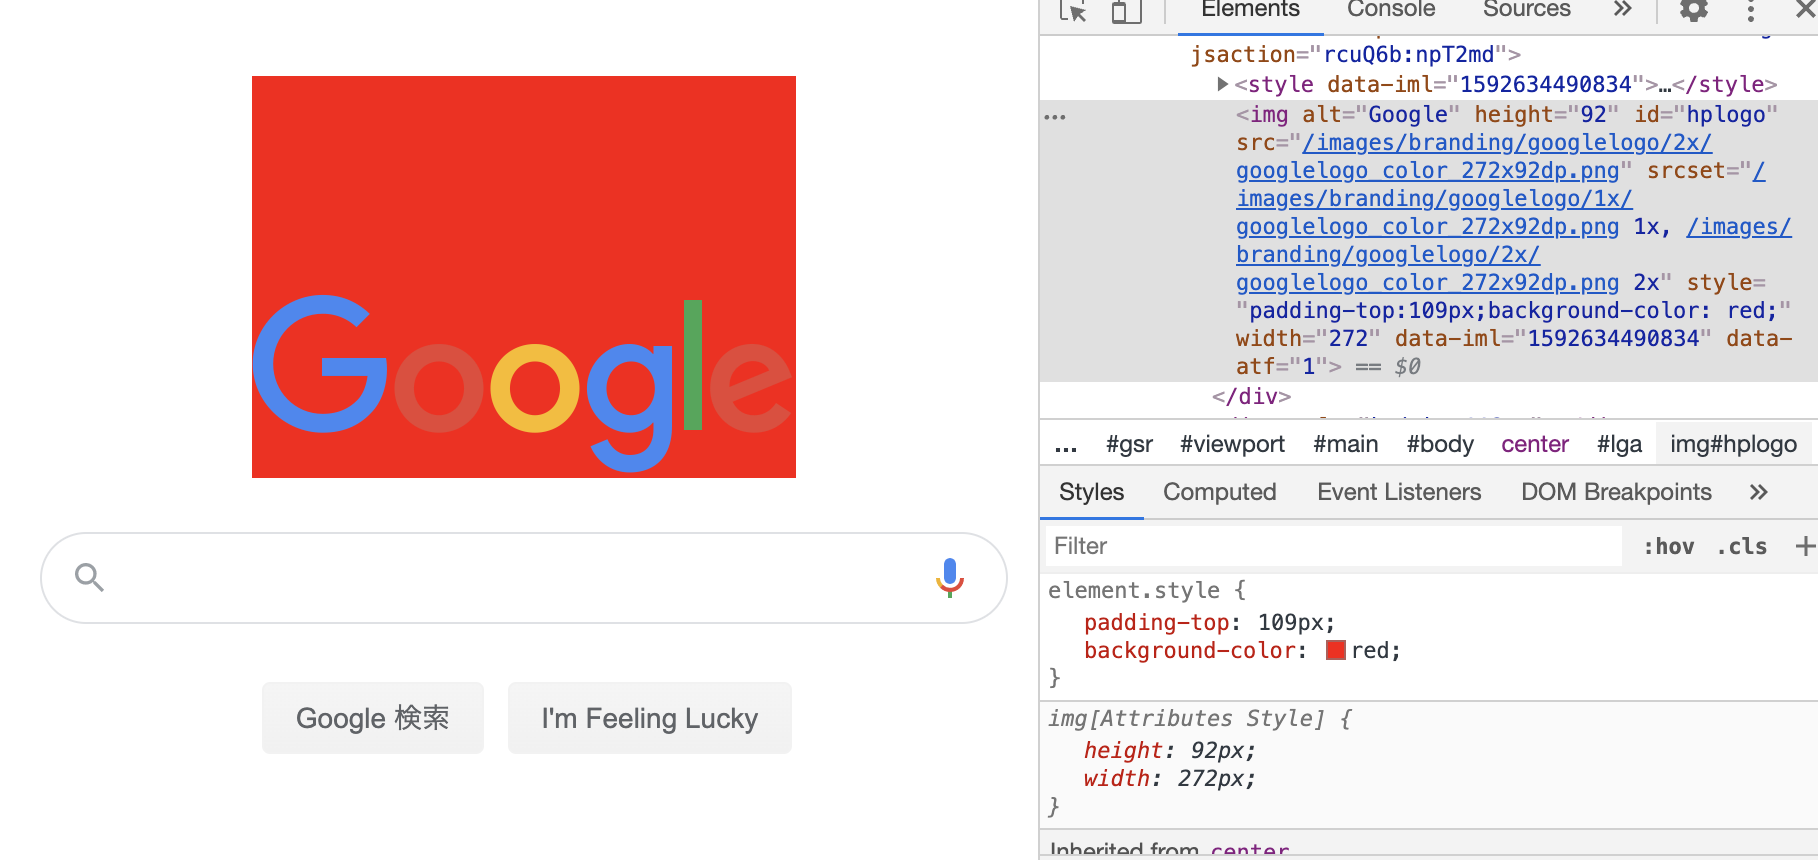 Google
Google 検索
I'm Feeling Lucky
Elements Console Sources
jsaction="rcuQ6b:npT2md">
<style data-iml="1592634490834">…</style>
<img alt="Google" height="92" id="hplogo"
src="/images/branding/googlelogo/2x/
googlelogo_color_272x92dp.png" srcset="/
images/branding/googlelogo/1x/
googlelogo_color_272x92dp.png 1x, /images/
branding/googlelogo/2x/
googlelogo_color_272x92dp.png 2x" style=
"padding-top:109px;background-color: red;"
width="272" data-iml="1592634490834" data-
atf="1"> == $0
</div>
... #gsr #viewport #main #body center #lga img#hplogo
Styles Computed Event Listeners DOM Breakpoints
Filter :hov .cls +
element.style {
padding-top: 109px;
background-color: red;
}
img[Attributes Style] {
height: 92px;
width: 272px;
}
Inherited from center